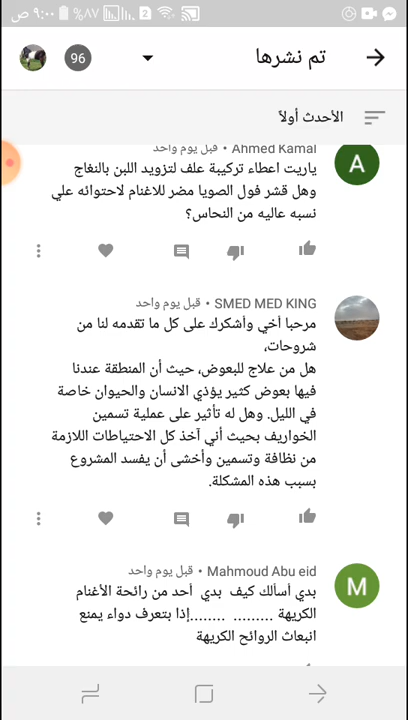 ٩:٠٠ ص ٨٧% 2
تم نشرها
96
الأحدث أولاً
Ahmed Kamal • قبل يوم واحد
A
ياريت اعطاء تركيبة علف لتزويد اللبن بالنغاج
وهل قشر فول الصويا مضر للاغنام لاحتوائه علي
نسبه عاليه من النحاس؟
SMED MED KING • قبل يوم واحد
مرحبا أخي وأشكرك على كل ما تقدمه لنا من
شروحات،
هل من علاج للبعوض، حيث أن المنطقة عندنا
فيها بعوض كثير يؤذي الانسان والحيوان خاصة
في الليل. وهل له تأثير على عملية تسمين
الخواريف بحيث أني آخذ كل الاحتياطات اللازمة
من نظافة وتسمين وأخشى أن يفسد المشروع
بسبب هذه المشكلة.
Mahmoud Abu eid • قبل يوم واحد
M
بدي أسألك كيف بدي أحد من رائحة الأغنام
الكريهة ......... ........إذا بتعرف دواء يمنع
انبعاث الروائح الكريهة